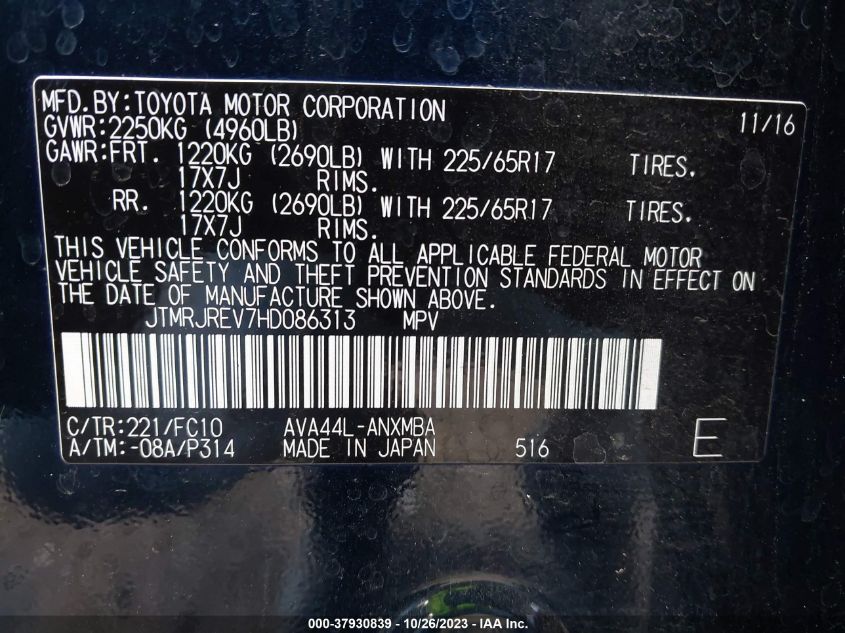 MFD.BY:TOYOTA MOTOR CORPORATION 11/16
GVWR:2250KG (4960LB)
GAWR:FRT. 1220KG (2690LB) WITH 225/65R17 TIRES.
17X7J RIMS.
RR. 1220KG (2690LB) WITH 225/65R17 TIRES.
17X7J RIMS.
THIS VEHICLE CONFORMS TO ALL APPLICABLE FEDERAL MOTOR
VEHICLE SAFETY AND THEFT PREVENTION STANDARDS IN EFFECT ON
THE DATE OF MANUFACTURE SHOWN ABOVE.
JTMRJREV7HD086313 MPV
C/TR:221/FC10 AVA44L-ANXMBA
A/TM:-08A/P314 MADE IN JAPAN 516 E
000-37930839 - 10/26/2023 - IAA Inc.